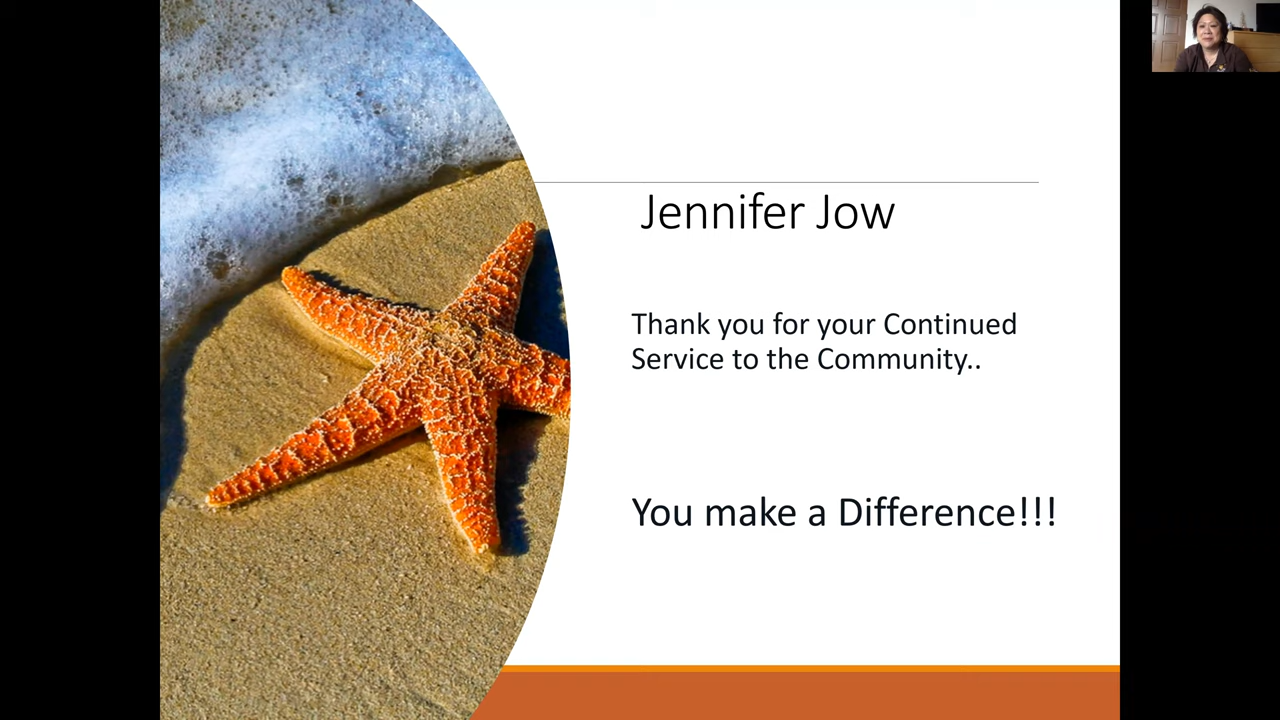 Jennifer Jow
Thank you for your Continued
Service to the Community..
You make a Difference!!!